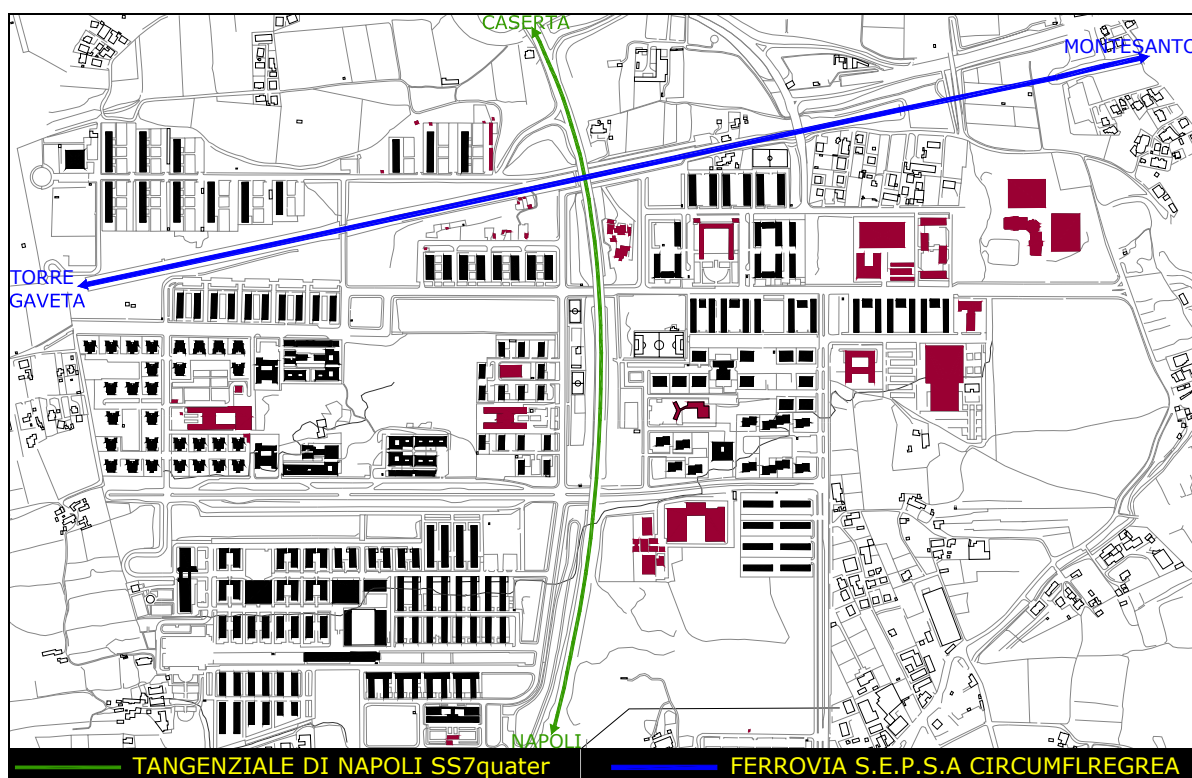 CASERTA
MONTESANTO
TORRE
GAVETA
NAPOLI
TANGENZIALE DI NAPOLI SS7quater
FERROVIA S.E.P.S.A CIRCUMFLREGREA